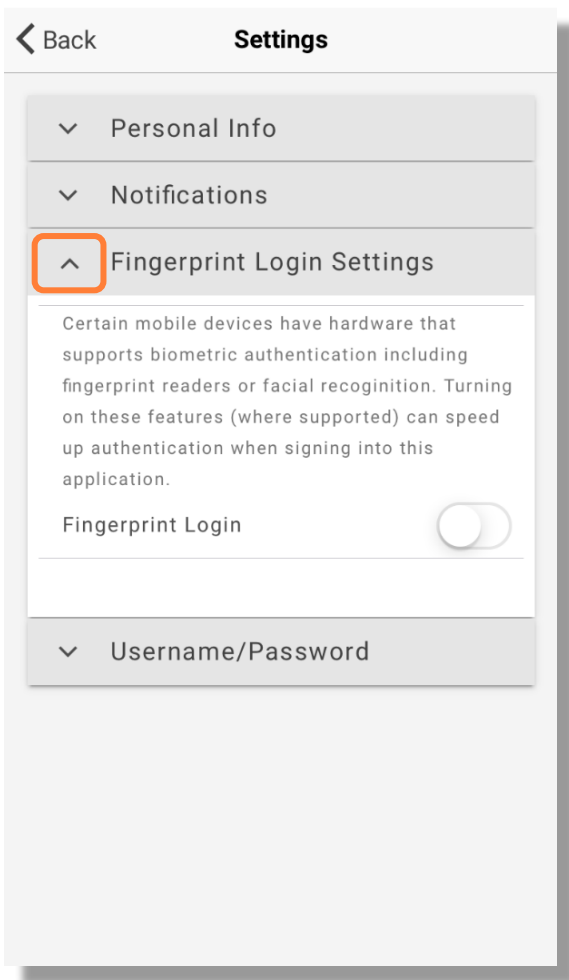 Back Settings
Personal Info
Notifications
Fingerprint Login Settings
Certain mobile devices have hardware that
supports biometric authentication including
fingerprint readers or facial recoginition. Turning
on these features (where supported) can speed
up authentication when signing into this
application.
Fingerprint Login
Username/Password